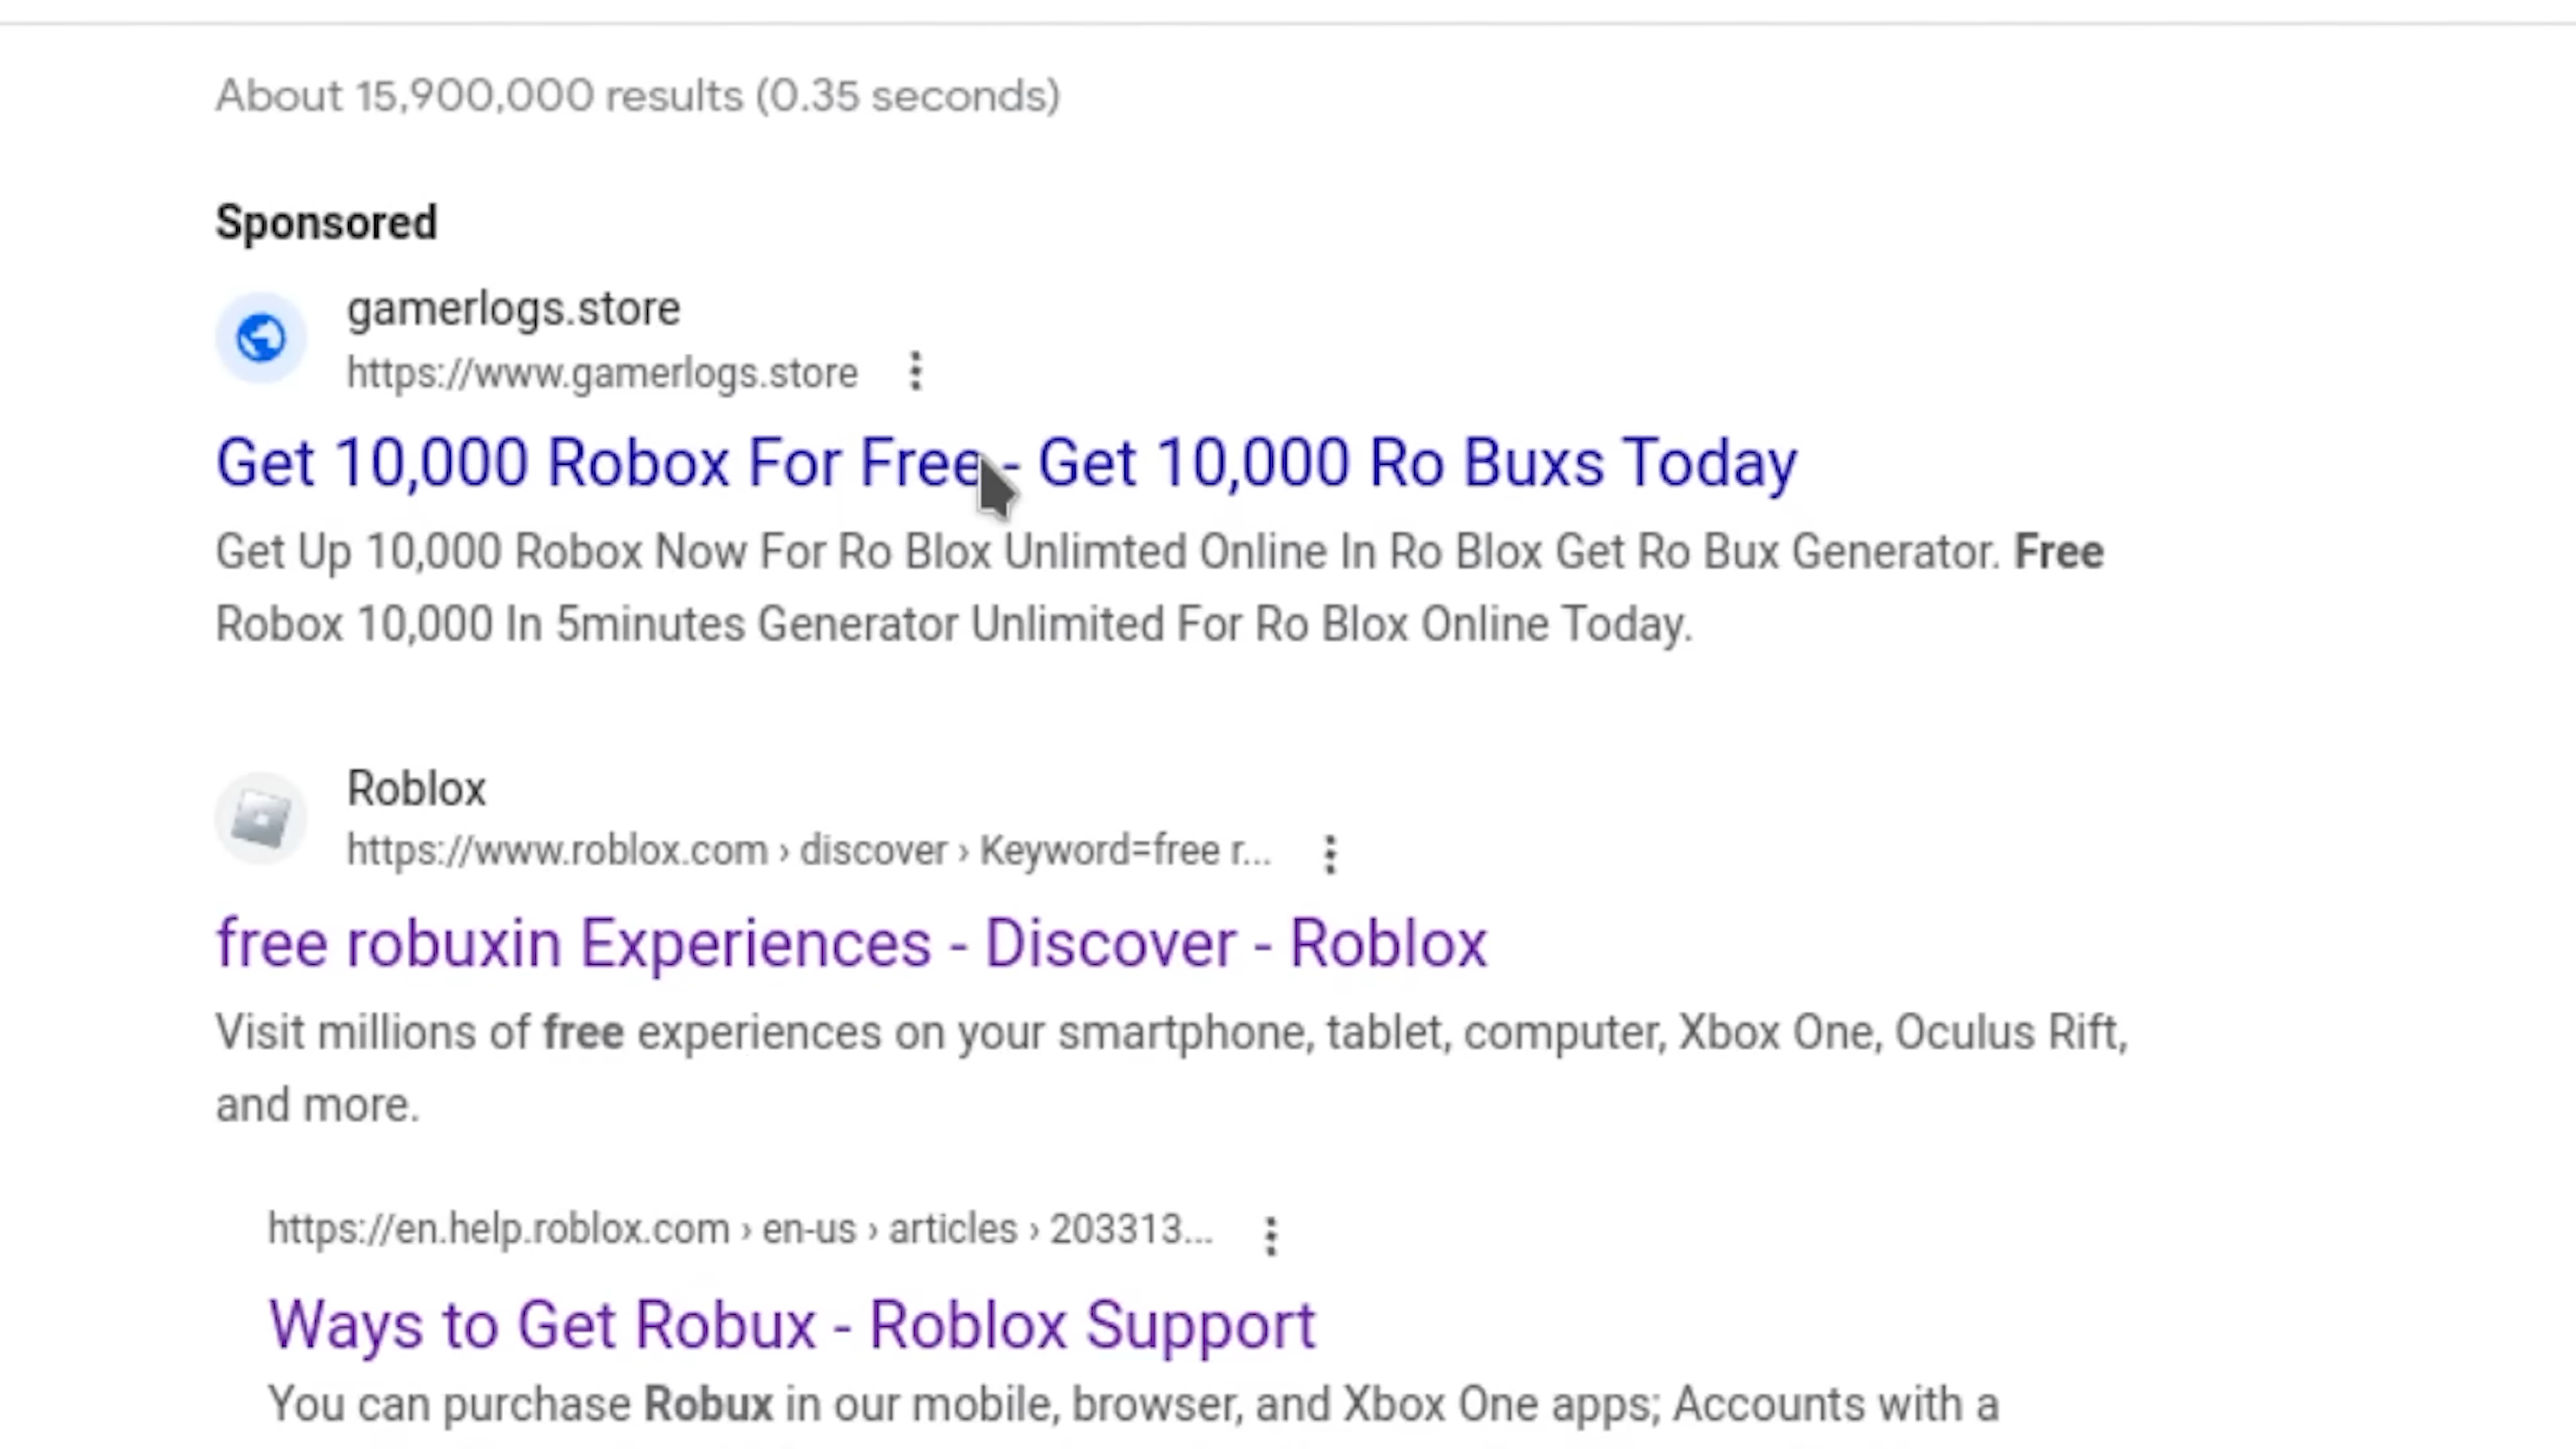 About 15,900,000 results (0.35 seconds)
Sponsored
gamerlogs.store
https://www.gamerlogs.store
Get 10,000 Robox For Free - Get 10,000 Ro Buxs Today
Get Up 10,000 Robox Now For Ro Blox Unlimted Online In Ro Blox Get Ro Bux Generator. Free
Robox 10,000 In 5minutes Generator Unlimited For Ro Blox Online Today.
Roblox
https://www.roblox.com › discover › Keyword=free r...
free robuxin Experiences - Discover - Roblox
Visit millions of free experiences on your smartphone, tablet, computer, Xbox One, Oculus Rift,
and more.
https://en.help.roblox.com › en-us › articles › 203313...
Ways to Get Robux - Roblox Support
You can purchase Robux in our mobile, browser, and Xbox One apps; Accounts with a